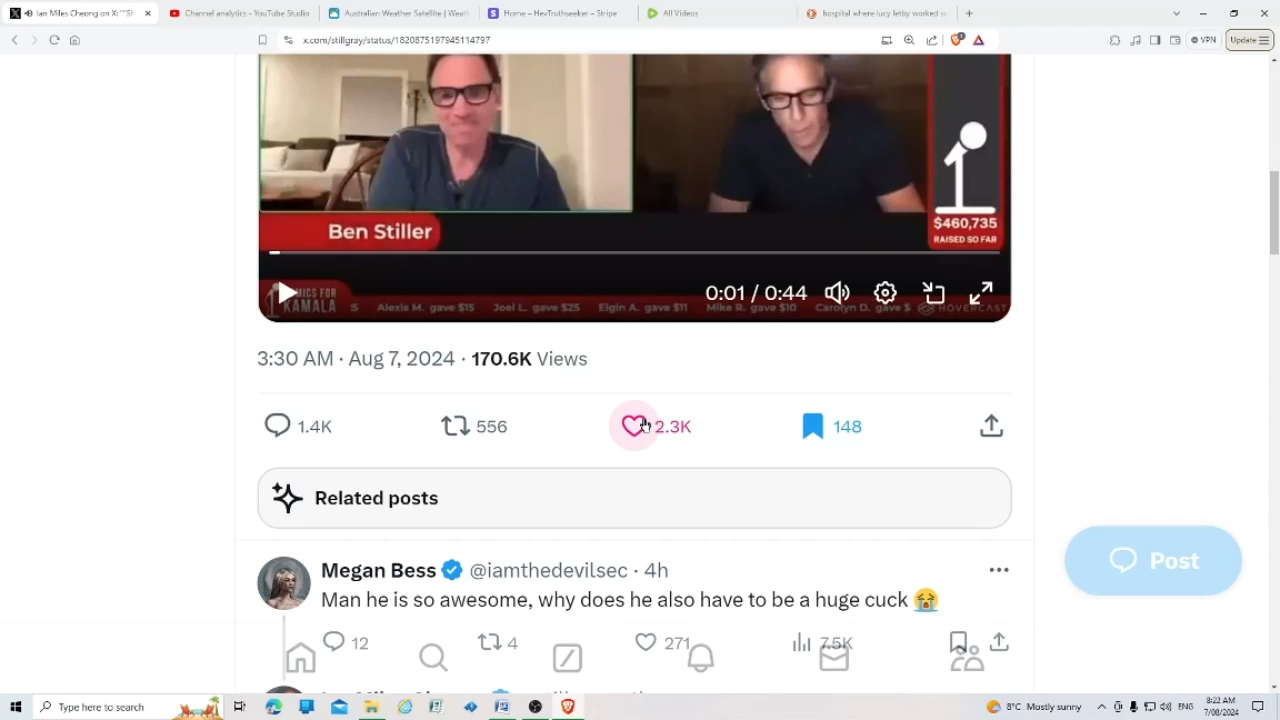 Ian Miles Cheong on X: "Sh
Channel analytics - YouTube Studio
Australian Weather Satellite | Weath
Home – HevTruthseeker – Stripe
All Videos
hospital where lucy letby worked s
x.com/stillgray/status/1820875197945114797
VPN
Update
Ben Stiller
$460,735
RAISED SO FAR
0:01 / 0:44
MICS FOR
KAMALA
5 Alexis M. gave $15 Joel L. gave $25 Elgin A. gave $11 Mike R. gave $10 Carolyn D. gave $ HOVERCAST
3:30 AM · Aug 7, 2024 · 170.6K Views
1.4K 556 2.3K 148
Related posts
Post
Megan Bess @iamthedevilsec · 4h
Man he is so awesome, why does he also have to be a huge cuck 😭
12 4 271 7.5K
Type here to search
8°C Mostly sunny
8:22 AM
7/08/2024